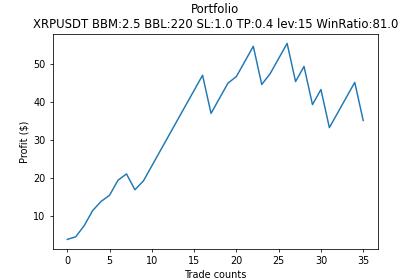 Portfolio
XRPUSDT BBM:2.5 BBL:220 SL:1.0 TP:0.4 lev:15 WinRatio:81.0
50
40
30
20
10
Profit ($)
0 5 10 15 20 25 30 35
Trade counts